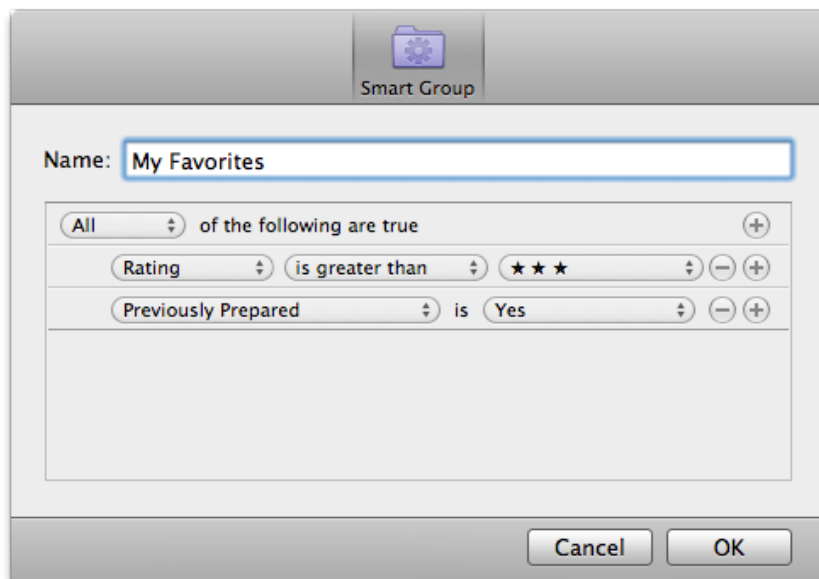 Smart Group
Name: My Favorites
All of the following are true
Rating is greater than ★ ★ ★
Previously Prepared is Yes
Cancel OK